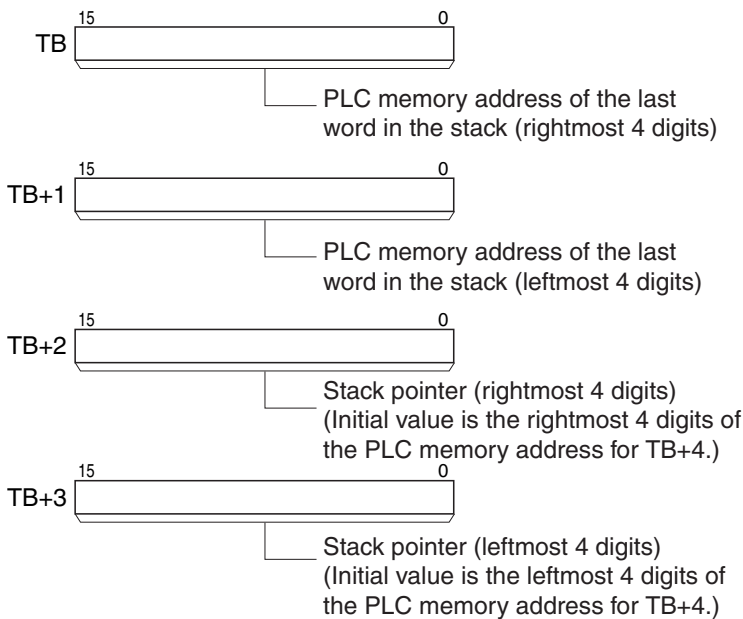 15 0
TB
PLC memory address of the last
word in the stack (rightmost 4 digits)
15 0
TB+1
PLC memory address of the last
word in the stack (leftmost 4 digits)
15 0
TB+2
Stack pointer (rightmost 4 digits)
(Initial value is the rightmost 4 digits of
the PLC memory address for TB+4.)
15 0
TB+3
Stack pointer (leftmost 4 digits)
(Initial value is the leftmost 4 digits of
the PLC memory address for TB+4.)